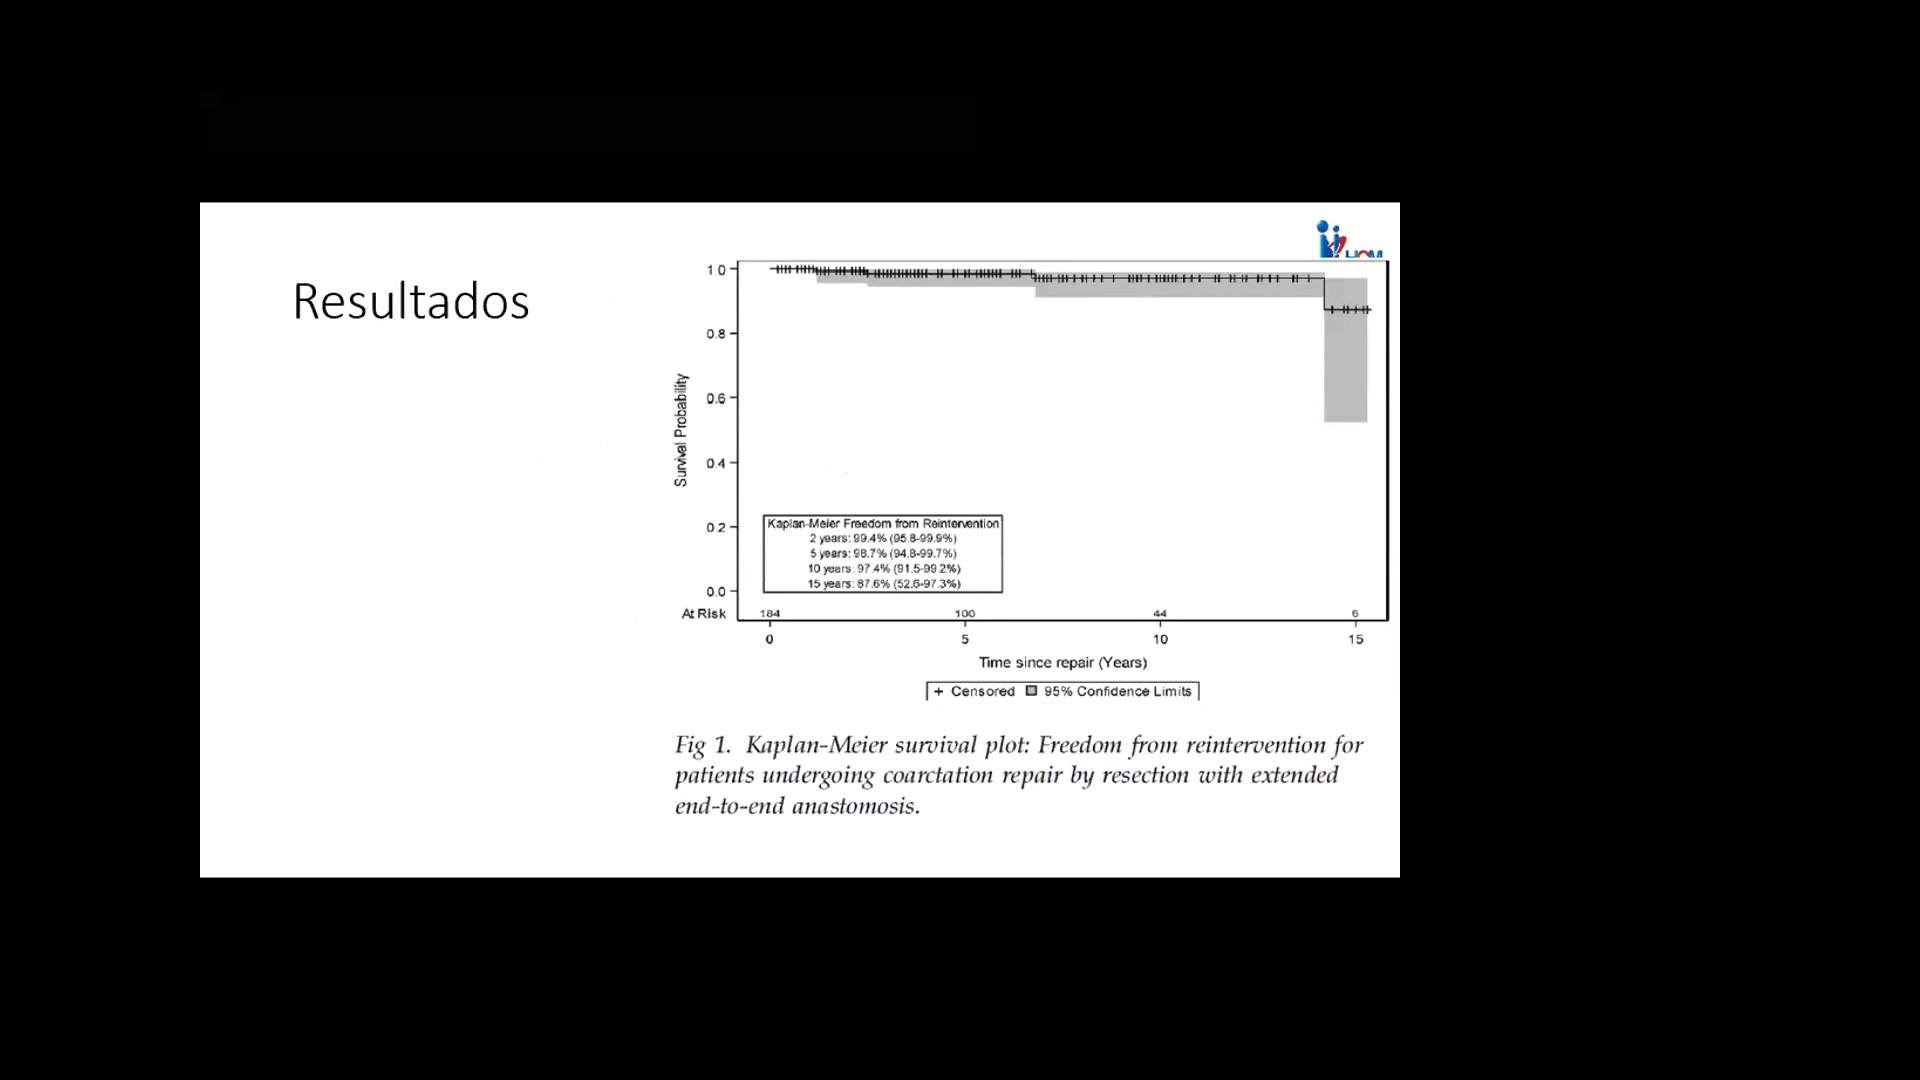 Resultados
HCM
1.0
0.8
0.6
0.4
0.2
0.0
Survival Probability
Kaplan-Meier Freedom from Reintervention
2 years: 99.4% (95.8-99.9%)
5 years: 98.7% (94.8-99.7%)
10 years: 97.4% (91.5-99.2%)
15 years: 87.6% (52.6-97.3%)
At Risk 184 100 44 6
0 5 10 15
Time since repair (Years)
+ Censored 95% Confidence Limits
Fig 1. Kaplan-Meier survival plot: Freedom from reintervention for
patients undergoing coarctation repair by resection with extended
end-to-end anastomosis.